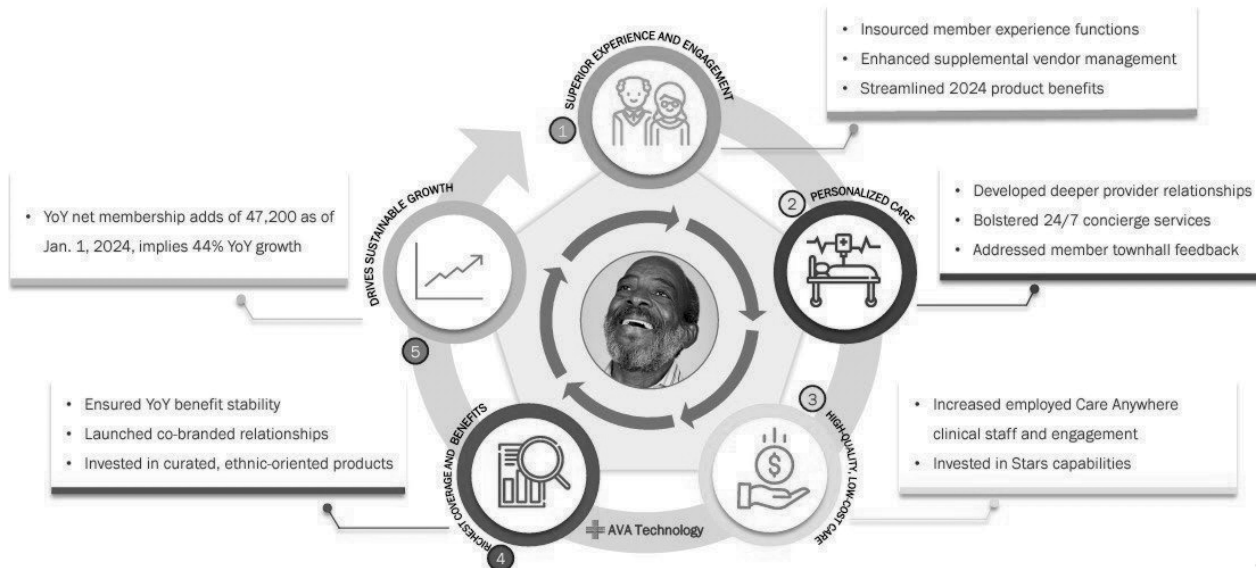 1
SUPERIOR EXPERIENCE AND ENGAGEMENT
• Insourced member experience functions
• Enhanced supplemental vendor management
• Streamlined 2024 product benefits
2
PERSONALIZED CARE
• Developed deeper provider relationships
• Bolstered 24/7 concierge services
• Addressed member townhall feedback
3
HIGH-QUALITY, LOW-COST CARE
$
• Increased employed Care Anywhere
clinical staff and engagement
• Invested in Stars capabilities
4
RICHEST COVERAGE AND BENEFITS
• Ensured YoY benefit stability
• Launched co-branded relationships
• Invested in curated, ethnic-oriented products
5
DRIVES SUSTAINABLE GROWTH
• YoY net membership adds of 47,200 as of
Jan. 1, 2024, implies 44% YoY growth
AVA Technology